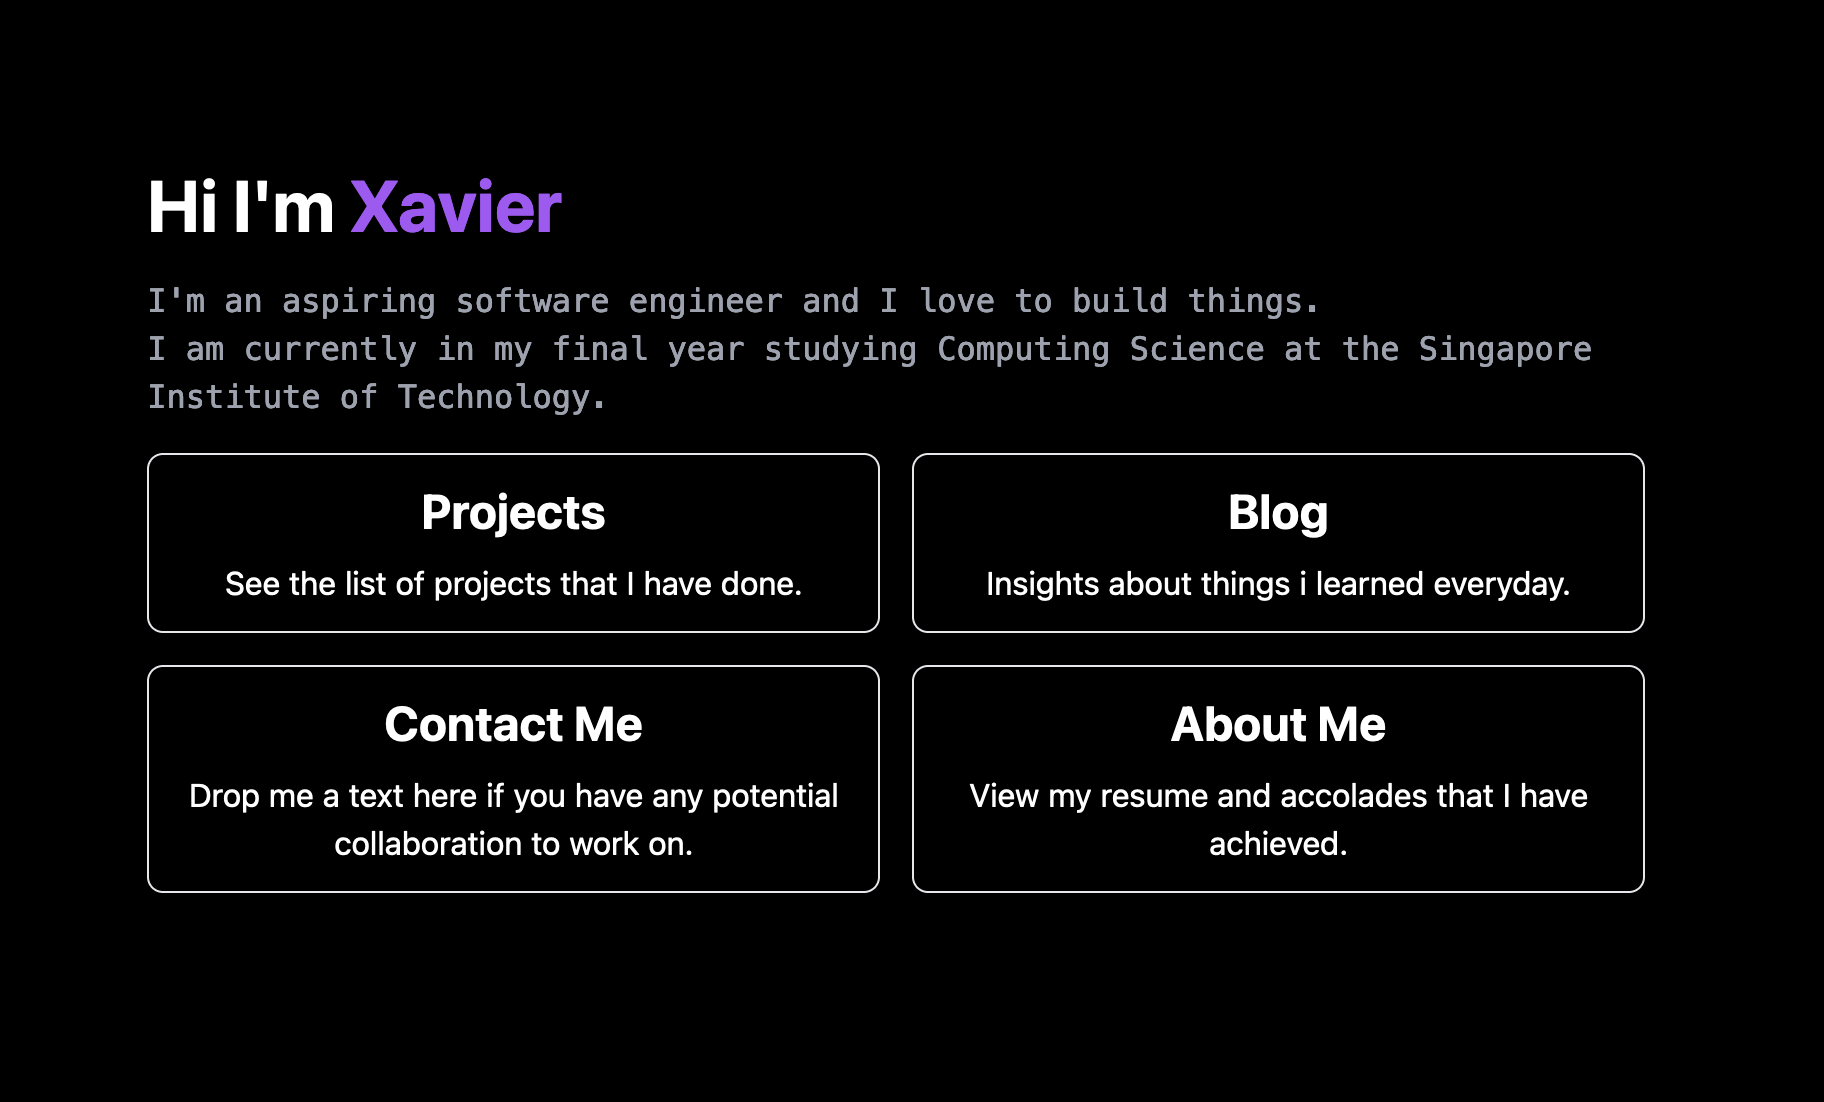 Hi I'm Xavier
I'm an aspiring software engineer and I love to build things.
I am currently in my final year studying Computing Science at the Singapore
Institute of Technology.
Projects
See the list of projects that I have done.
Blog
Insights about things i learned everyday.
Contact Me
Drop me a text here if you have any potential
collaboration to work on.
About Me
View my resume and accolades that I have
achieved.